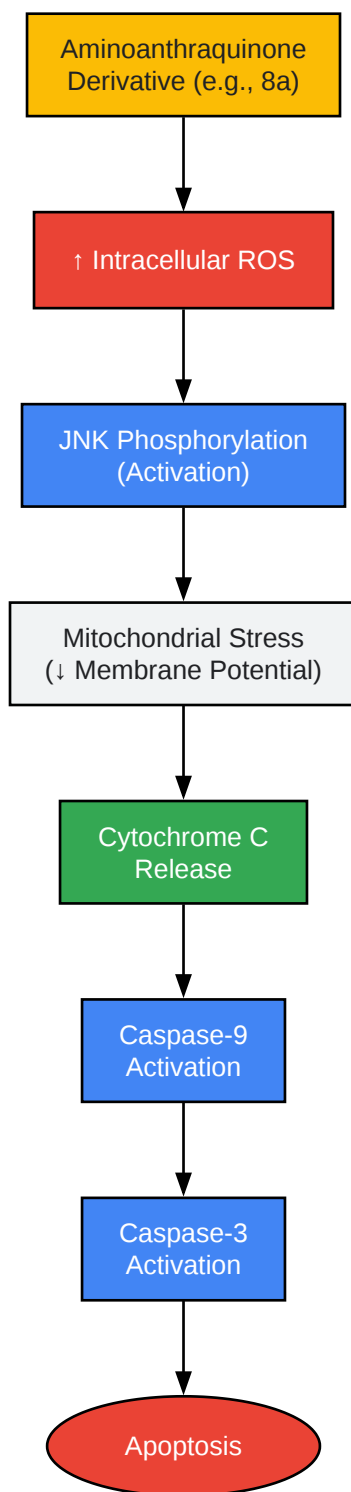 Aminoanthraquinone
Derivative (e.g., 8a)
↑ Intracellular ROS
JNK Phosphorylation
(Activation)
Mitochondrial Stress
(↓ Membrane Potential)
Cytochrome C
Release
Caspase-9
Activation
Caspase-3
Activation
Apoptosis